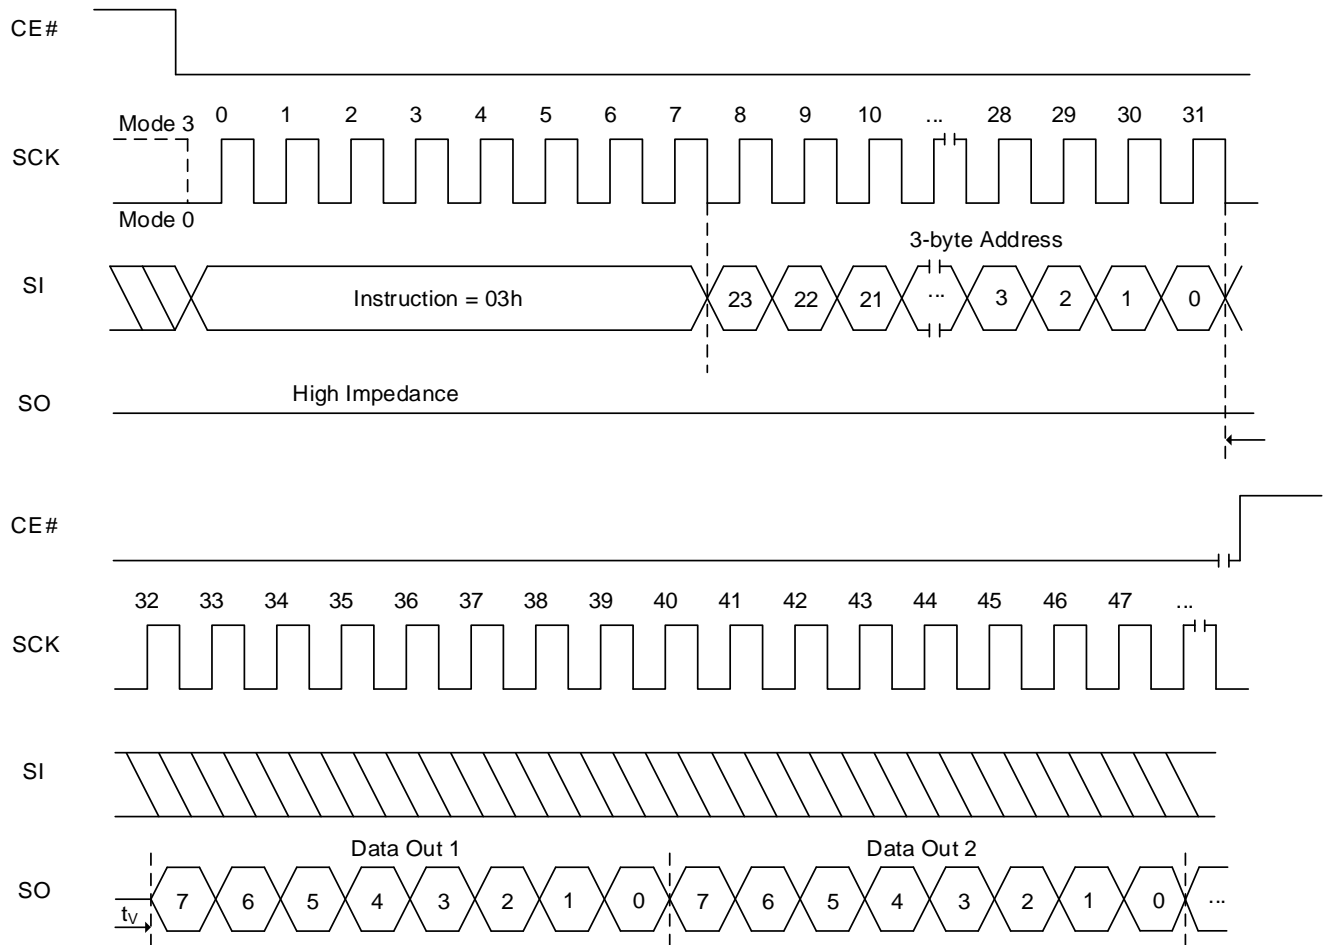 CE#
0 1 2 3 4 5 6 7 8 9 10 ... 28 29 30 31
Mode 3
SCK
Mode 0
3-byte Address
SI
Instruction = 03h 23 22 21 ... 3 2 1 0
High Impedance
SO
CE#
32 33 34 35 36 37 38 39 40 41 42 43 44 45 46 47 ...
SCK
SI
Data Out 1 Data Out 2
SO
7 6 5 4 3 2 1 0 7 6 5 4 3 2 1 0 ...
tV